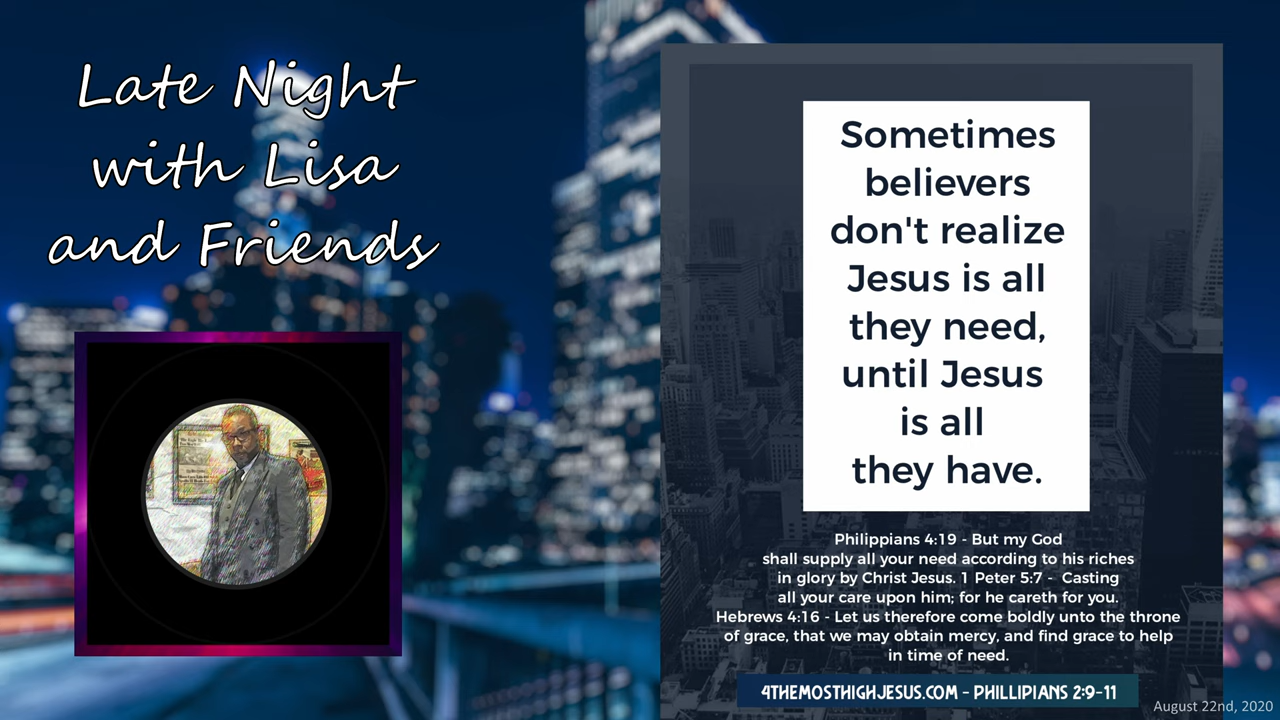 Late Night
with Lisa
and Friends
Sometimes
believers
don't realize
Jesus is all
they need,
until Jesus
is all
they have.
Philippians 4:19 - But my God
shall supply all your need according to his riches
in glory by Christ Jesus. 1 Peter 5:7 - Casting
all your care upon him; for he careth for you.
Hebrews 4:16 - Let us therefore come boldly unto the throne
of grace, that we may obtain mercy, and find grace to help
in time of need.
4THEMOSTHIGHJESUS.COM - PHILLIPIANS 2:9-11
August 22nd, 2020